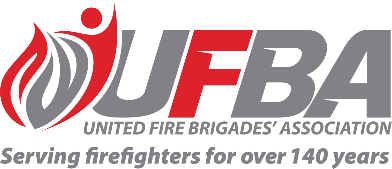 UFBA
UNITED FIRE BRIGADES' ASSOCIATION
Serving firefighters for over 140 years